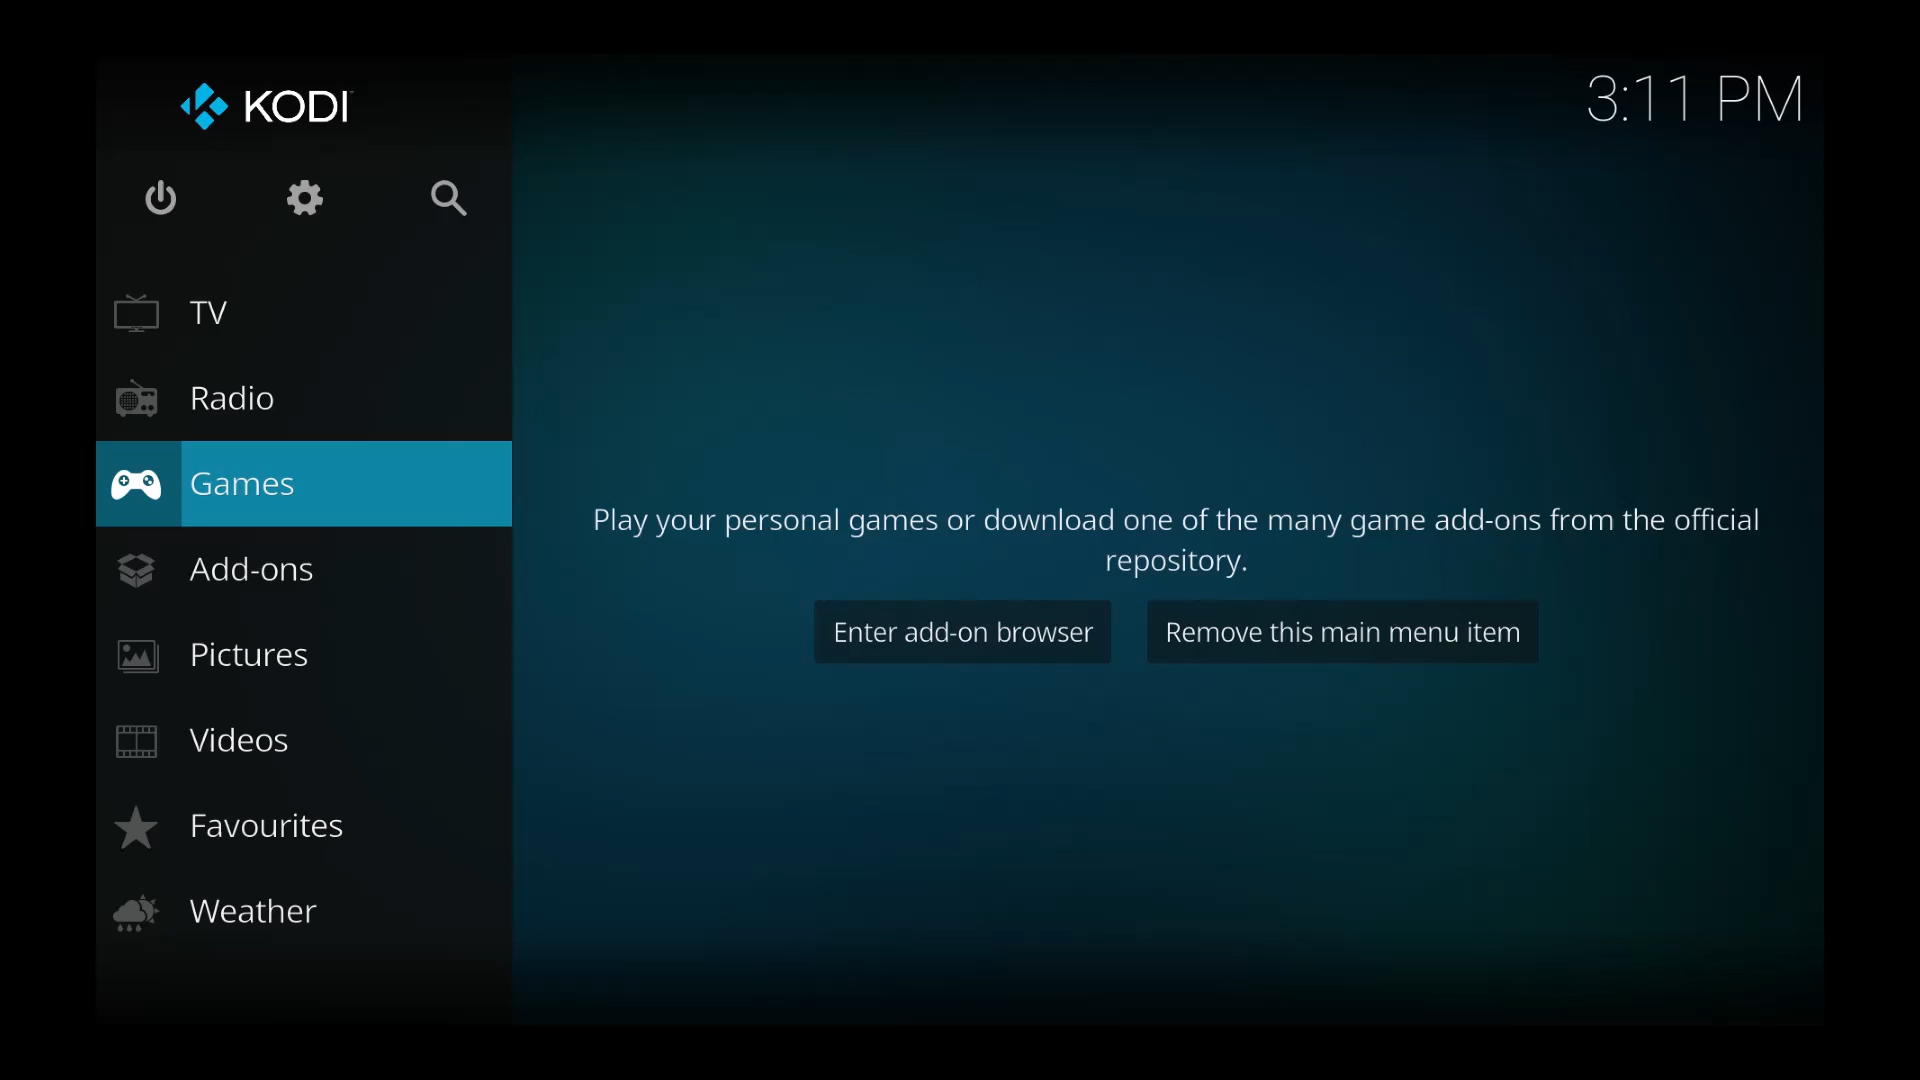 KODI
3:11 PM
TV
Radio
Games
Add-ons
Pictures
Videos
Favourites
Weather
Play your personal games or download one of the many game add-ons from the official
repository.
Enter add-on browser
Remove this main menu item